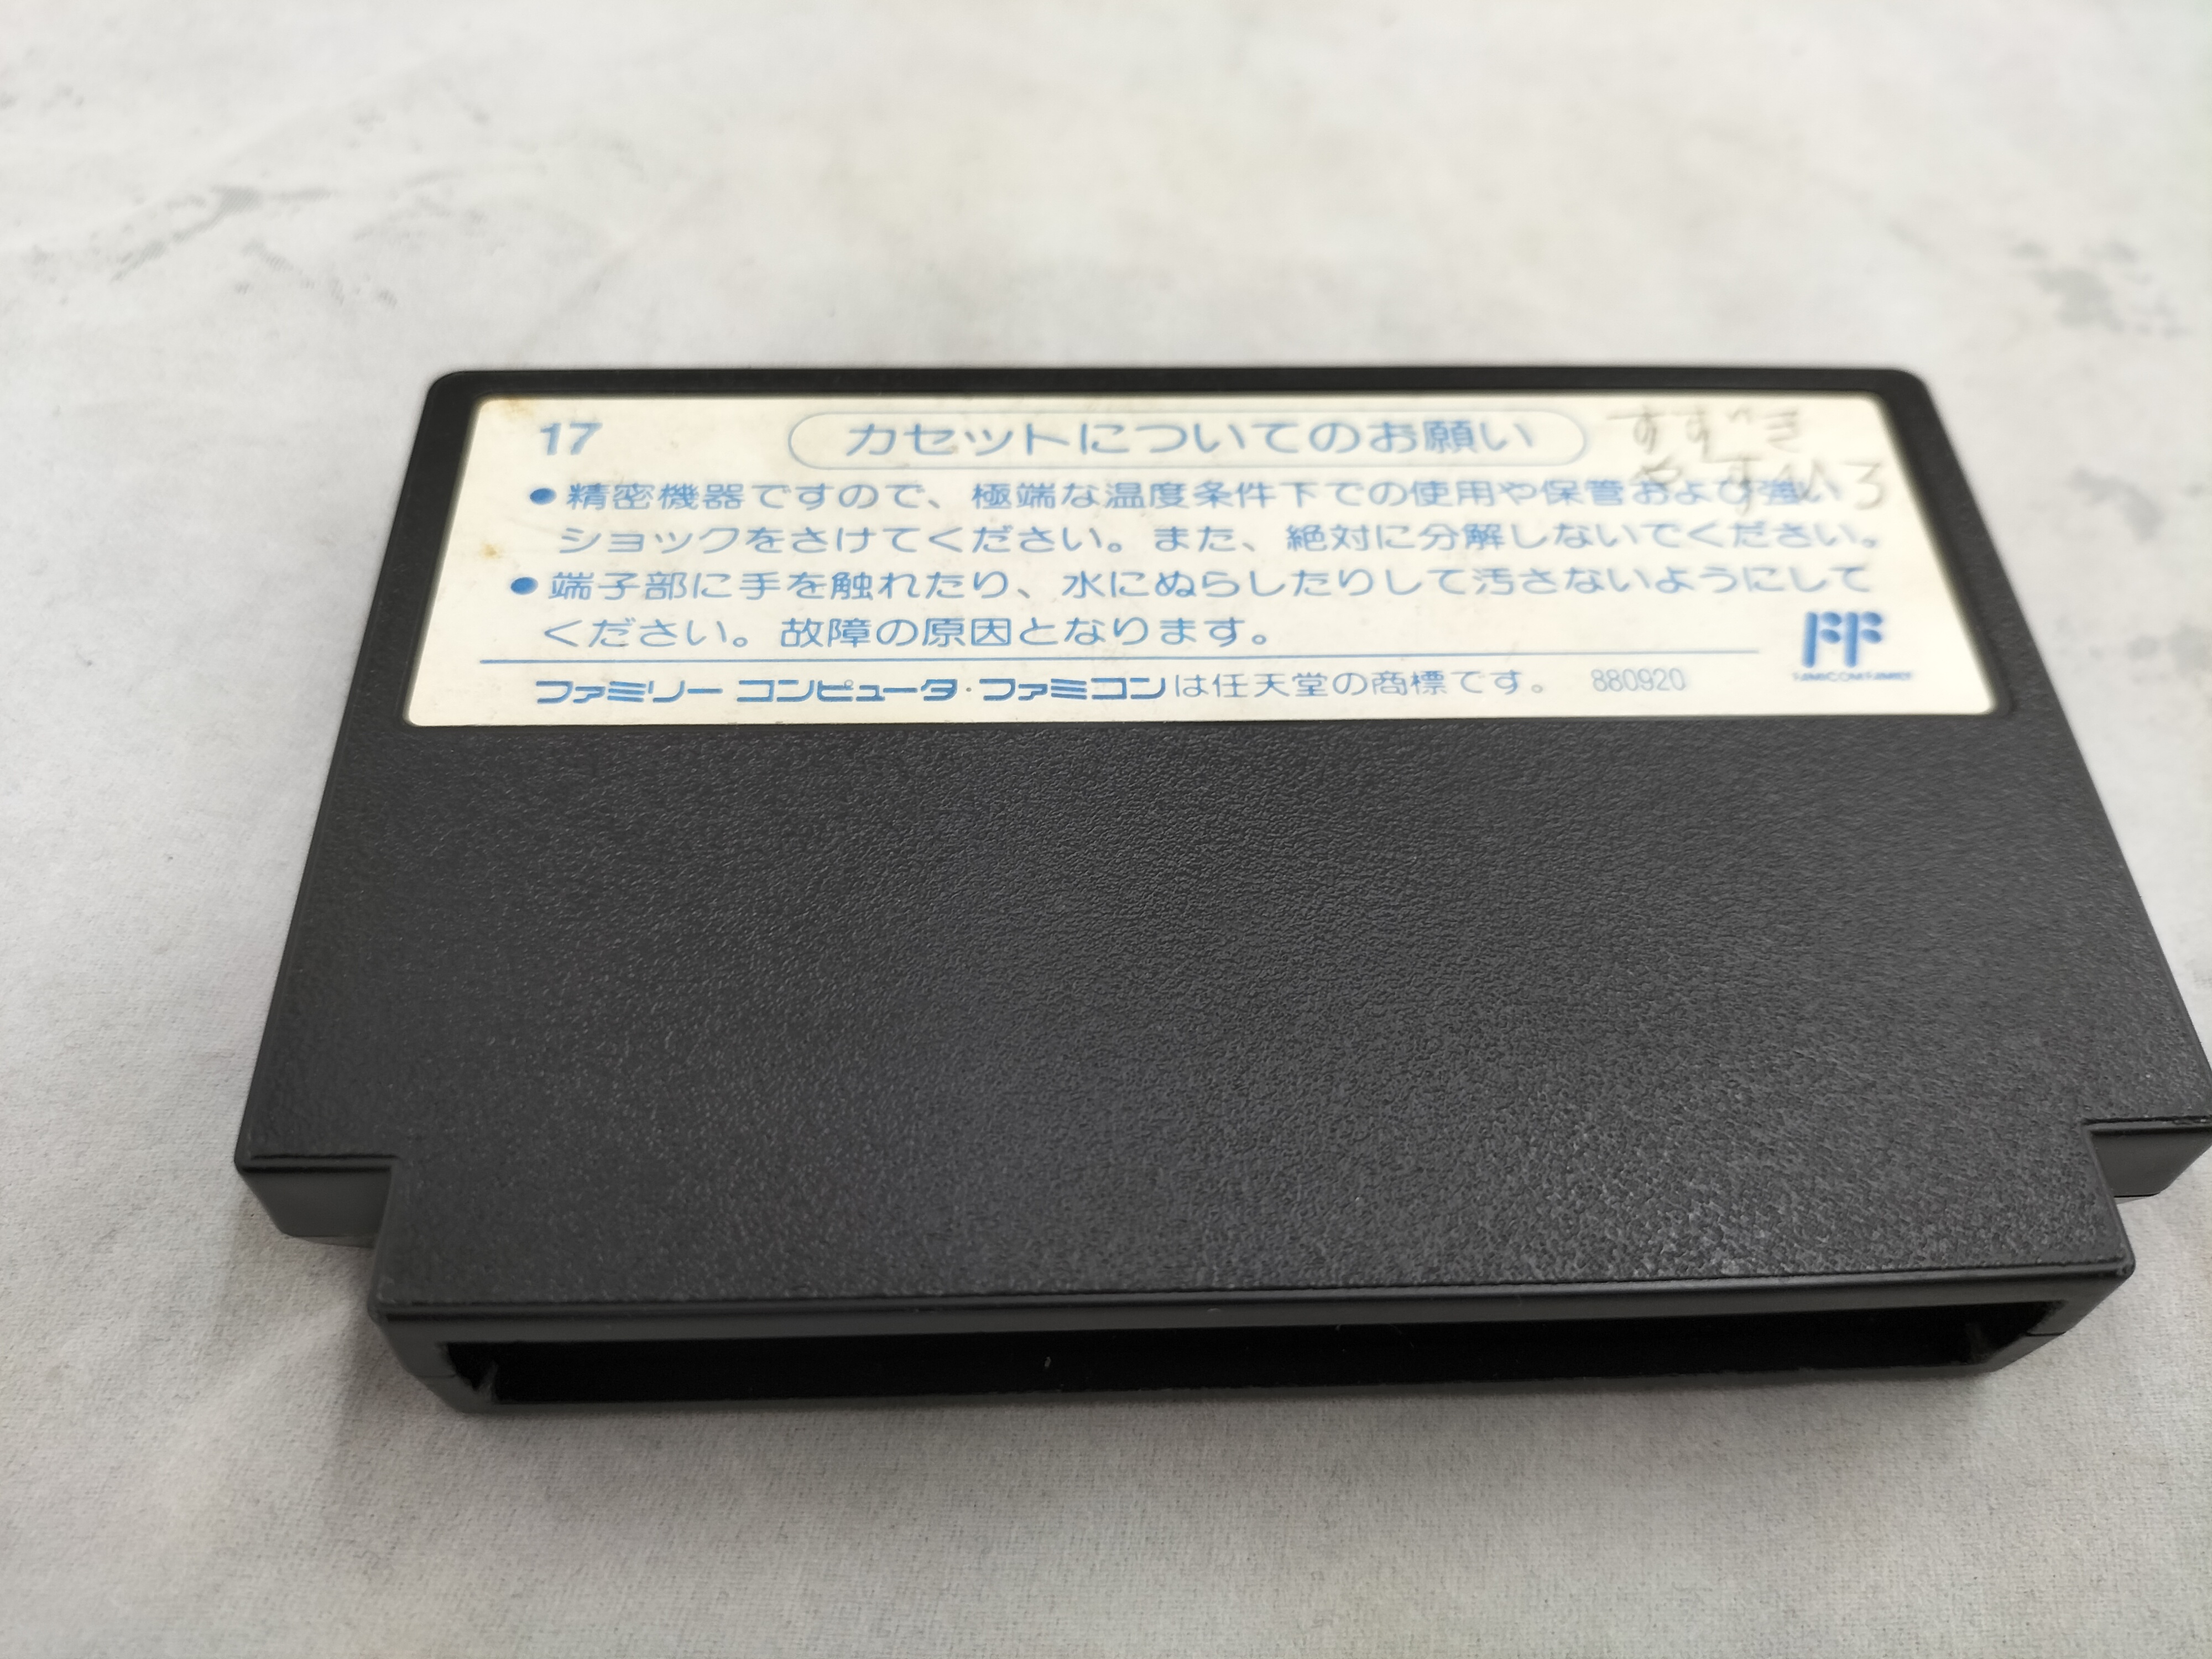 17
カセットについてのお願い
すずき
やすひろ
●精密機器ですので、極端な温度条件下での使用や保管および強い
ショックをさけてください。また、絶対に分解しないでください。
●端子部に手を触れたり、水にぬらしたりして汚さないようにして
ください。故障の原因となります。
FF
FAMICOM FAMILY
ファミリー コンピュータ・ファミコンは任天堂の商標です。 880920